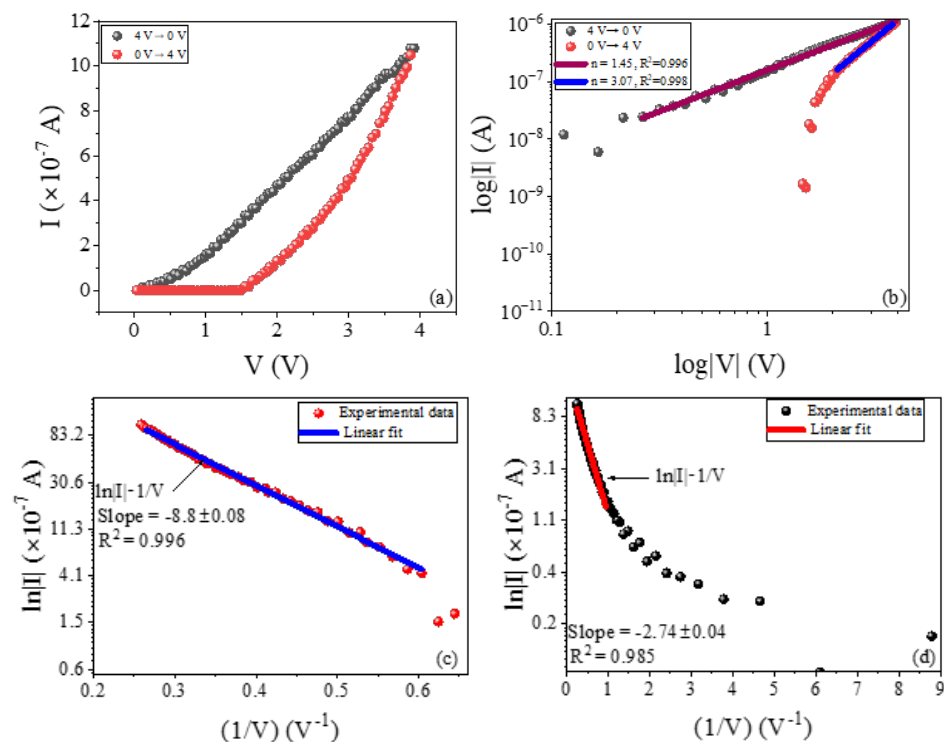 12
10
8
6
4
2
0
I (×10⁻⁷ A)
4 V→ 0 V
0 V→ 4 V
(a)
0 1 2 3 4
V (V)
10⁻⁶
10⁻⁷
10⁻⁸
10⁻⁹
10⁻¹⁰
10⁻¹¹
log|I| (A)
4 V→ 0 V
0 V→ 4 V
n = 1.45, R²=0.996
n = 3.07, R²=0.998
(b)
0.1 1
log|V| (V)
83.2
30.6
11.3
4.1
1.5
0.6
ln|I| (×10⁻⁷ A)
Experimental data
Linear fit
ln|I|-1/V
Slope = -8.8±0.08
R² = 0.996
(c)
0.2 0.3 0.4 0.5 0.6
(1/V) (V⁻¹)
8.3
3.1
1.1
0.4
0.2
ln|I| (×10⁻⁷ A)
Experimental data
Linear fit
ln|I|-1/V
Slope = -2.74±0.04
R² = 0.985
(d)
0 1 2 3 4 5 6 7 8 9
(1/V) (V⁻¹)